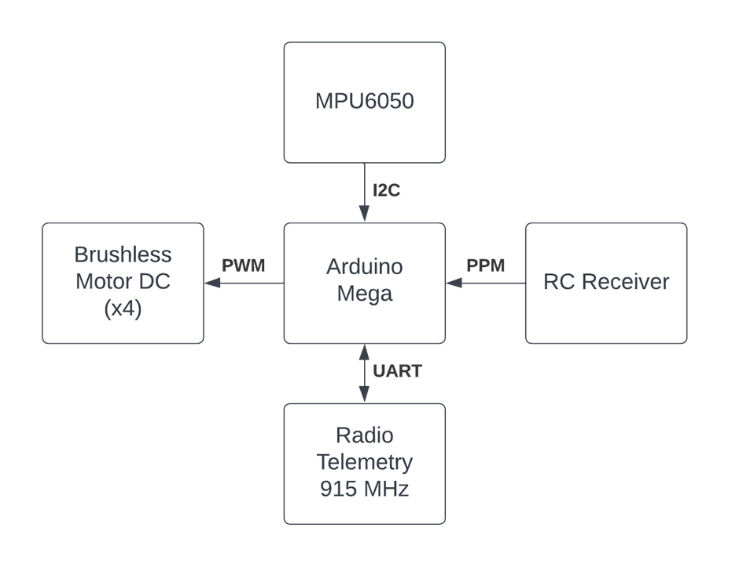 MPU6050
I2C
Brushless
Motor DC
(x4)
PWM
Arduino
Mega
PPM
RC Receiver
UART
Radio
Telemetry
915 MHz